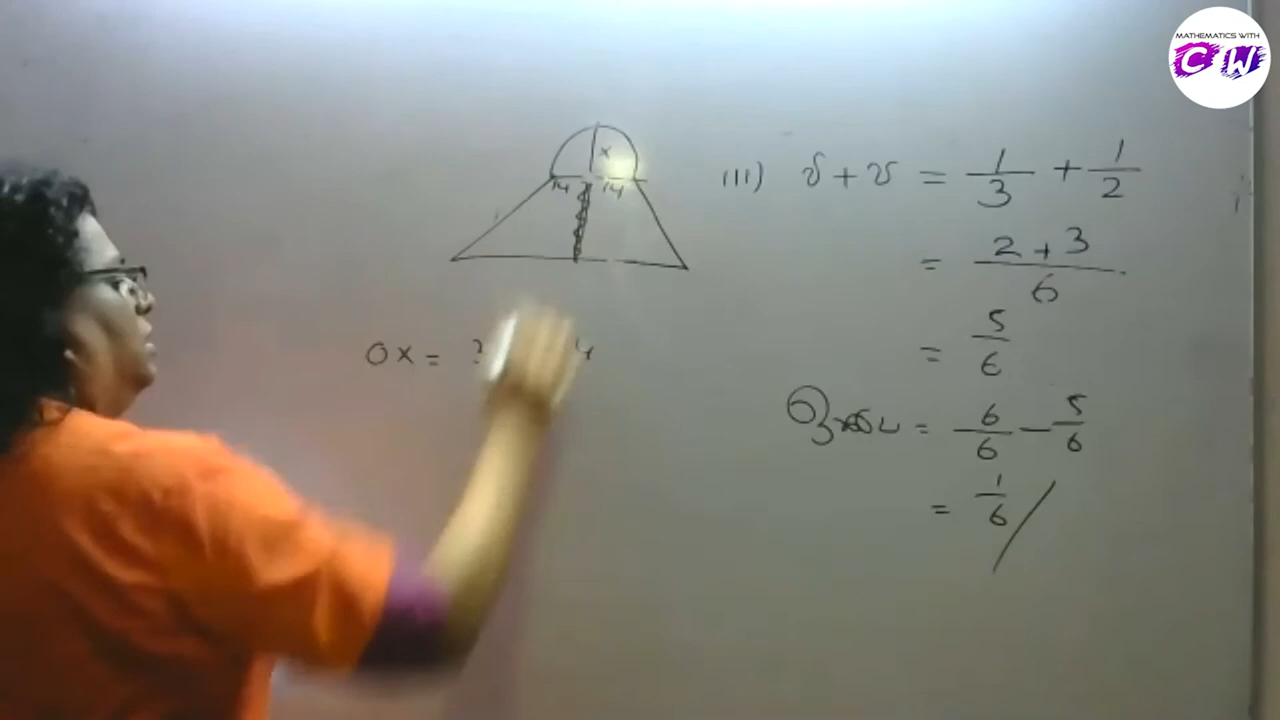 MATHEMATICS WITH
C W
x
14 14
OX = ?
III) = 1/3 + 1/2
= 2 + 3 / 6
= 5/6
= 6/6 - 5/6
= 1/6 /